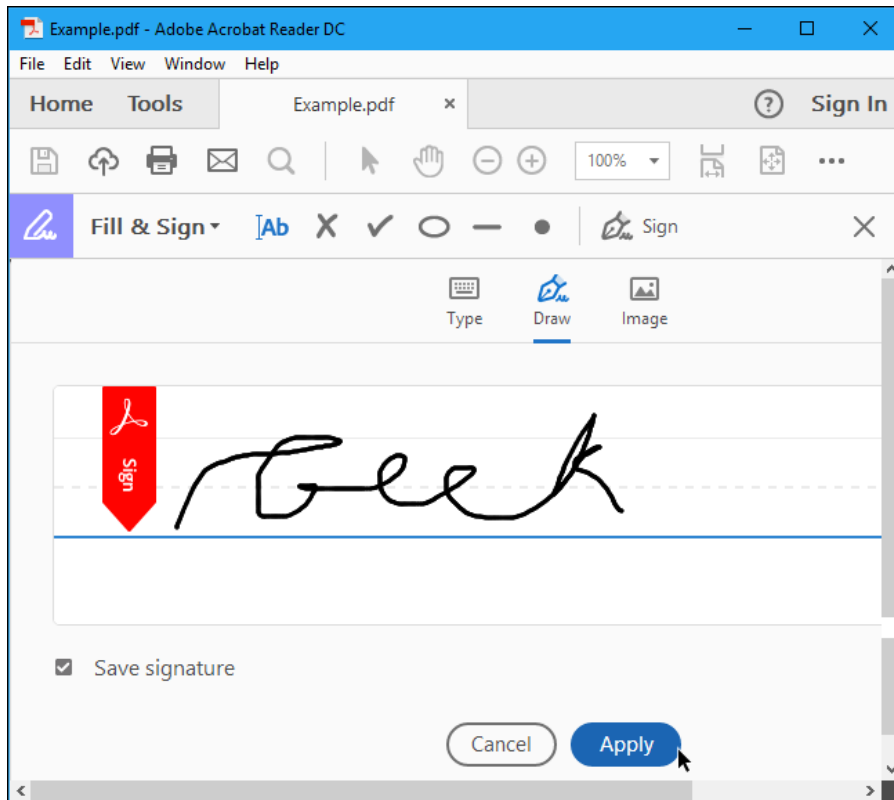 Example.pdf - Adobe Acrobat Reader DC
File Edit View Window Help
Home Tools Example.pdf × ? Sign In
100%
Fill & Sign Ab Sign
Type Draw Image
Sign
Geek
Save signature
Cancel Apply